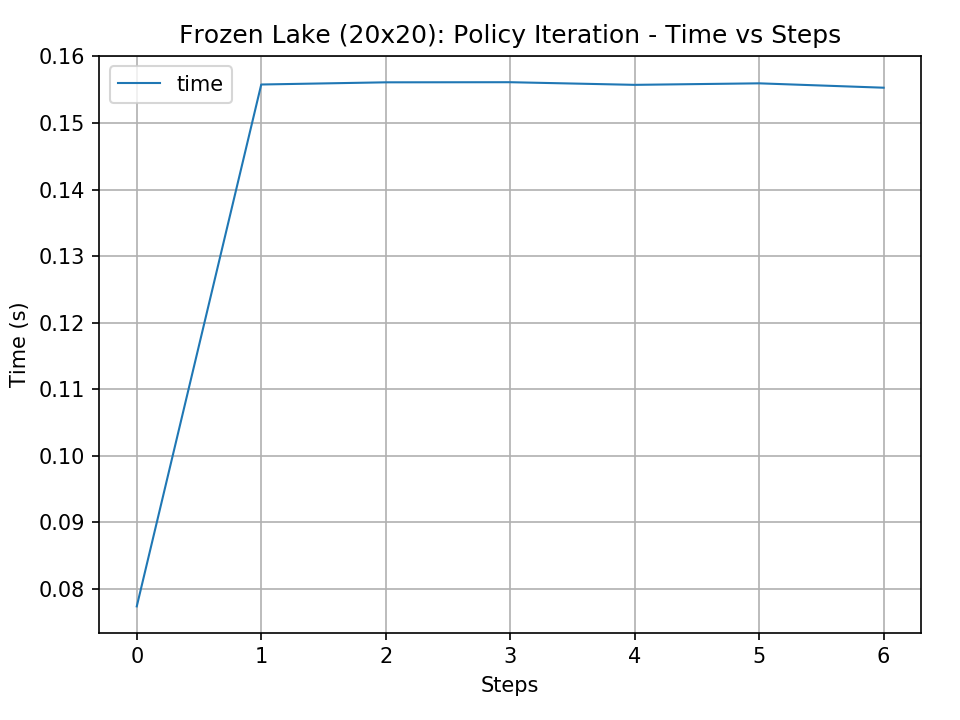 Frozen Lake (20x20): Policy Iteration - Time vs Steps
time
Time (s)
0.16
0.15
0.14
0.13
0.12
0.11
0.10
0.09
0.08
0 1 2 3 4 5 6
Steps